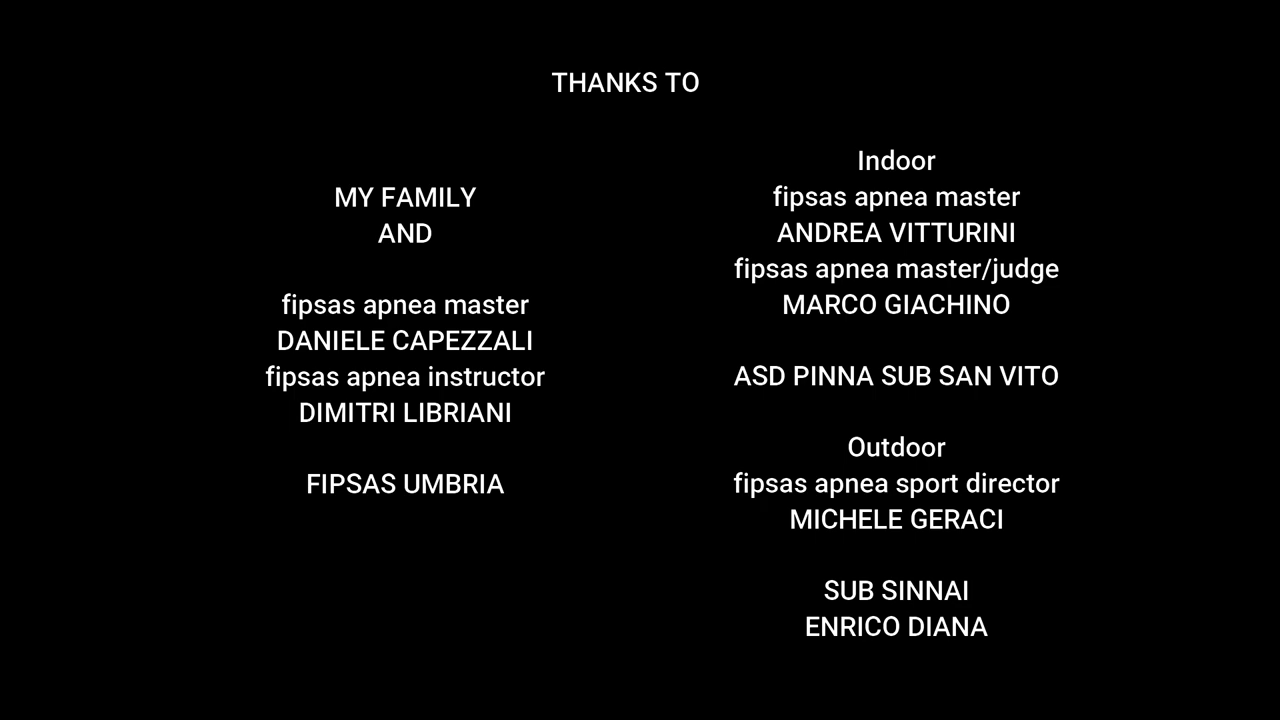 THANKS TO
MY FAMILY
AND
fipsas apnea master
DANIELE CAPEZZALI
fipsas apnea instructor
DIMITRI LIBRIANI
FIPSAS UMBRIA
Indoor
fipsas apnea master
ANDREA VITTURINI
fipsas apnea master/judge
MARCO GIACHINO
ASD PINNA SUB SAN VITO
Outdoor
fipsas apnea sport director
MICHELE GERACI
SUB SINNAI
ENRICO DIANA